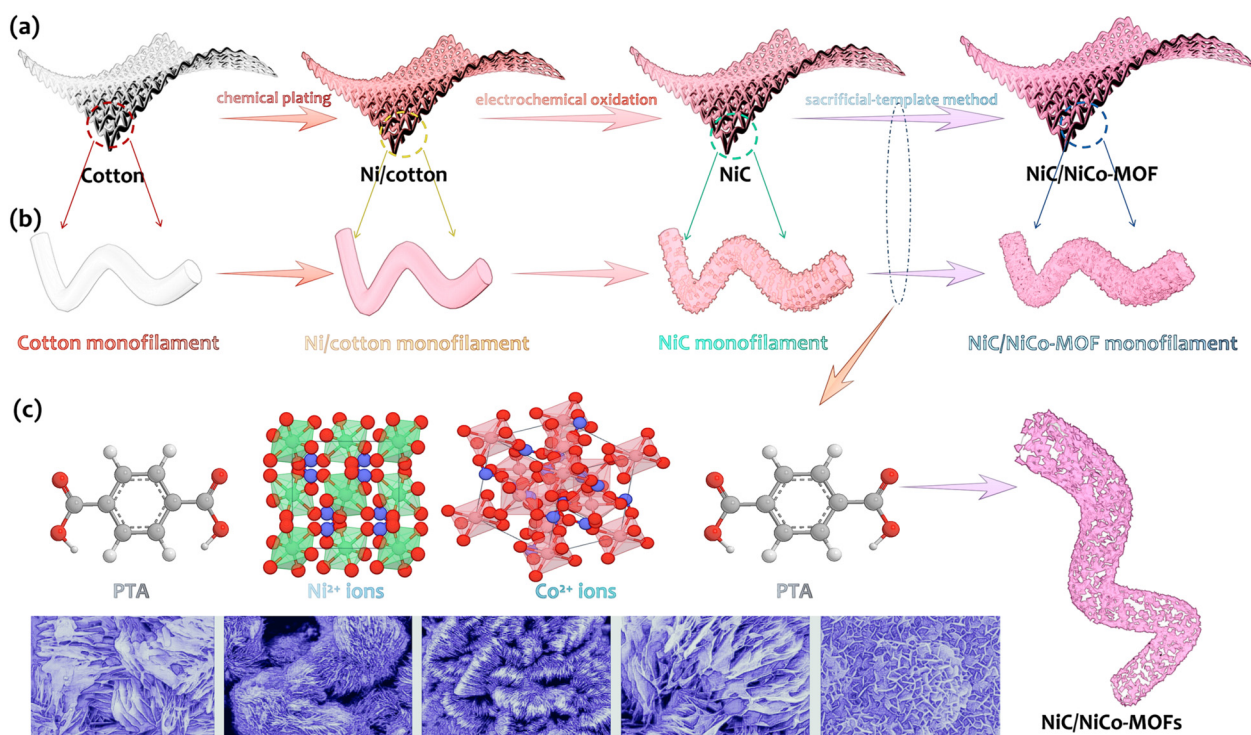 (a)
chemical plating
electrochemical oxidation
sacrificial-template method
Cotton
Ni/cotton
NiC
NiC/NiCo-MOF
(b)
Cotton monofilament
Ni/cotton monofilament
NiC monofilament
NiC/NiCo-MOF monofilament
(c)
PTA
Ni²⁺ ions
Co²⁺ ions
PTA
NiC/NiCo-MOFs